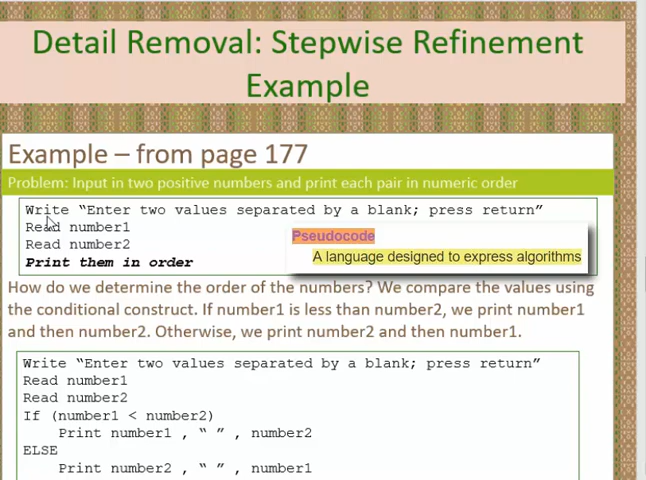 Detail Removal: Stepwise Refinement
Example
Example – from page 177
Problem: Input in two positive numbers and print each pair in numeric order
Write “Enter two values separated by a blank; press return”
Read number1
Read number2
Print them in order
Pseudocode
A language designed to express algorithms
How do we determine the order of the numbers? We compare the values using
the conditional construct. If number1 is less than number2, we print number1
and then number2. Otherwise, we print number2 and then number1.
Write “Enter two values separated by a blank; press return”
Read number1
Read number2
If (number1 < number2)
Print number1 , “ ” , number2
ELSE
Print number2 , “ ” , number1